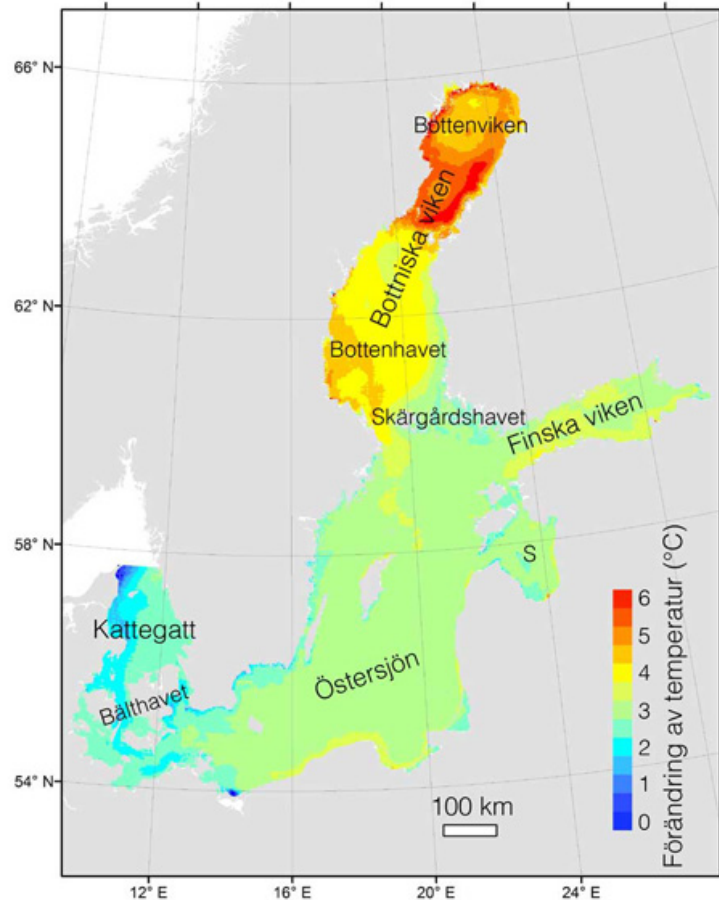 66° N
Bottenviken
Bottniska viken
62° N
Bottenhavet
Skärgårdshavet
Finska viken
58° N
S
Kattegatt
Östersjön
Bälthavet
54° N
100 km
Förändring av temperatur (°C)
6
5
4
3
2
1
0
12° E
16° E
20° E
24° E